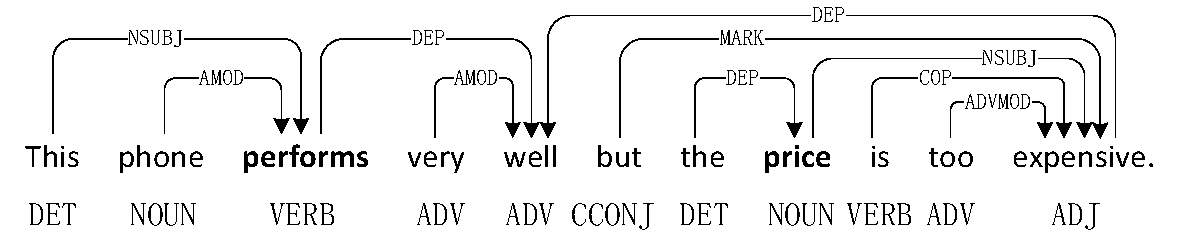 DEP
NSUBJ DEP MARK
NSUBJ
AMOD AMOD DEP COP
ADVMOD
This phone performs very well but the price is too expensive.
DET NOUN VERB ADV ADV CCONJ DET NOUN VERB ADV ADJ